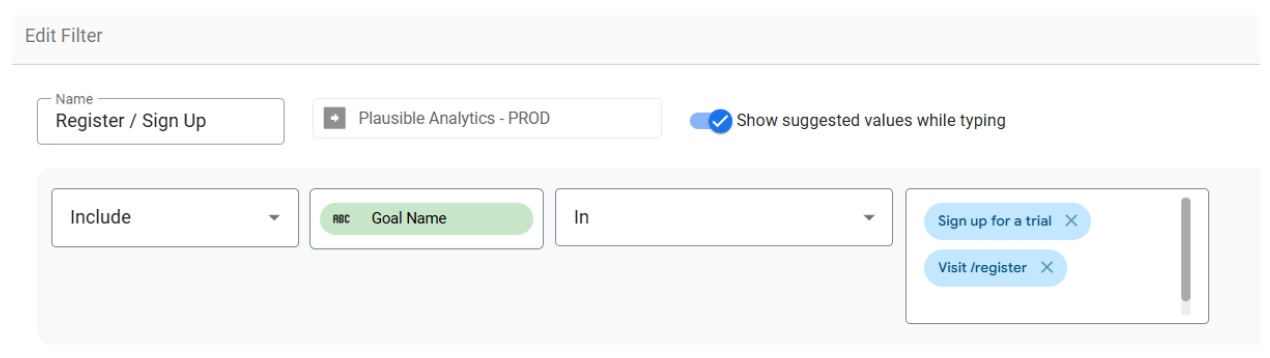 Edit Filter
Name
Register / Sign Up
Plausible Analytics - PROD
Show suggested values while typing
Include
ABC Goal Name
In
Sign up for a trial
Visit /register